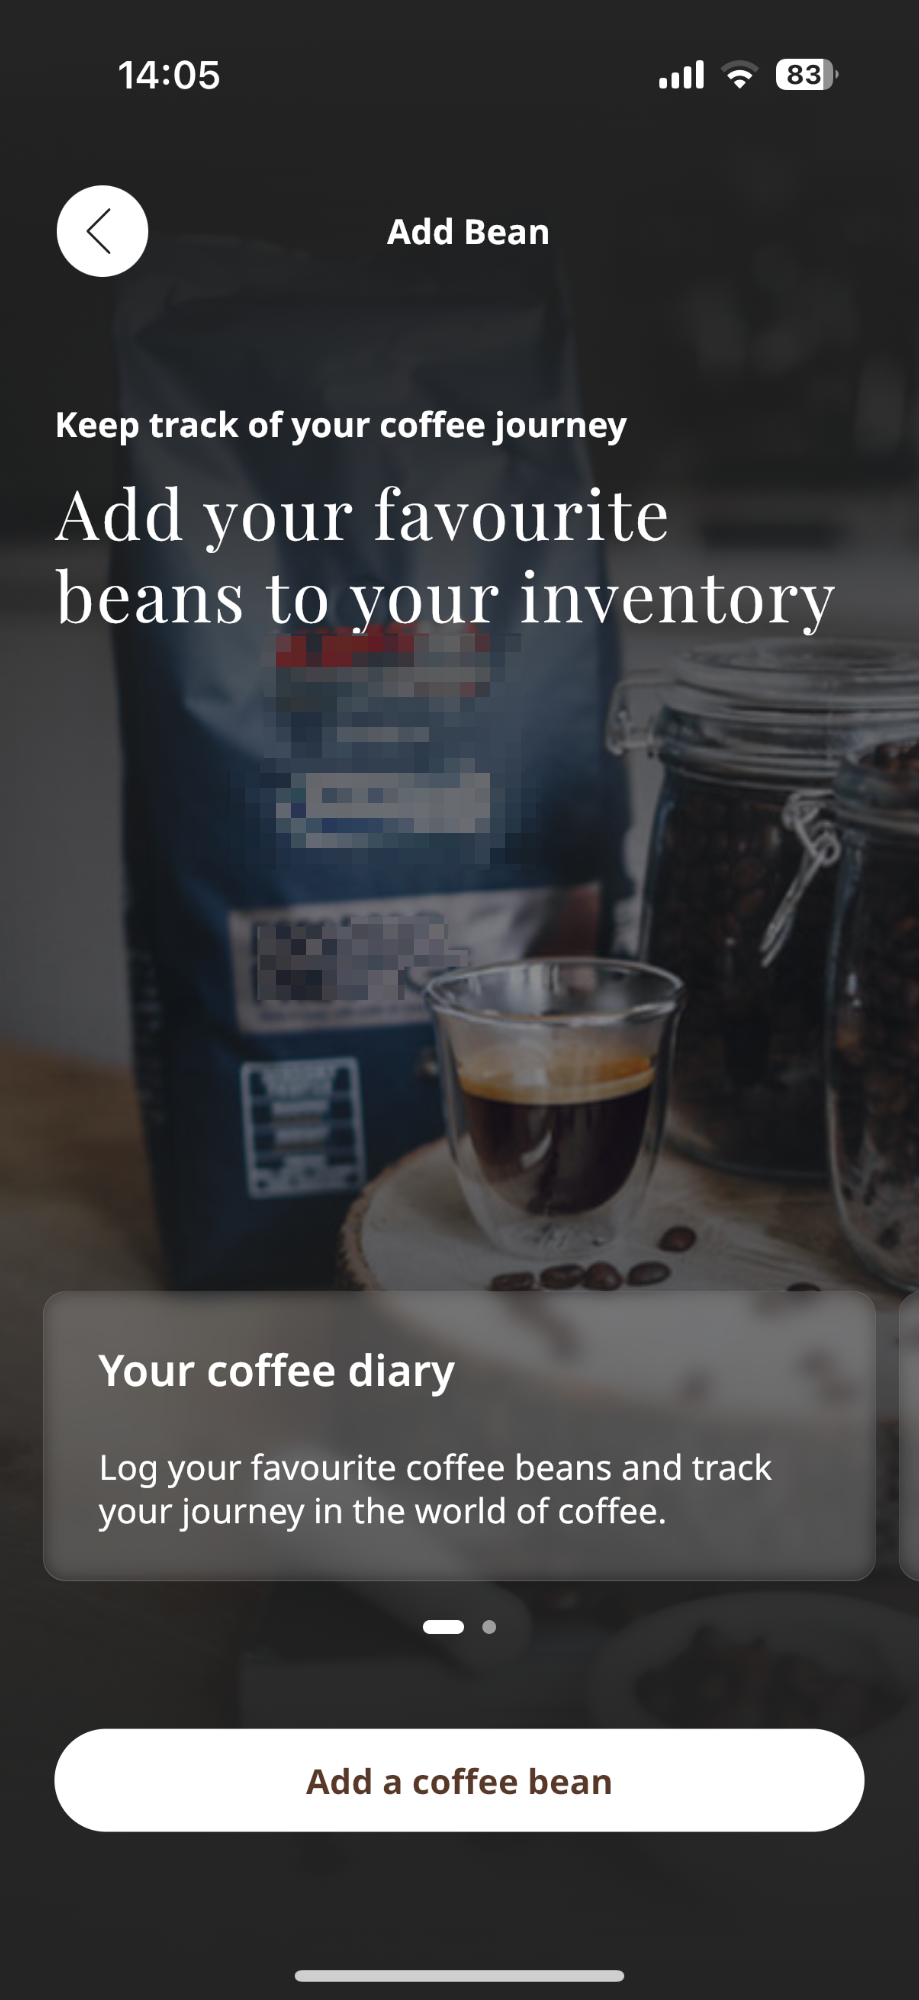 14:05
83
Add Bean
Keep track of your coffee journey
Add your favourite
beans to your inventory
Your coffee diary
Log your favourite coffee beans and track
your journey in the world of coffee.
Add a coffee bean